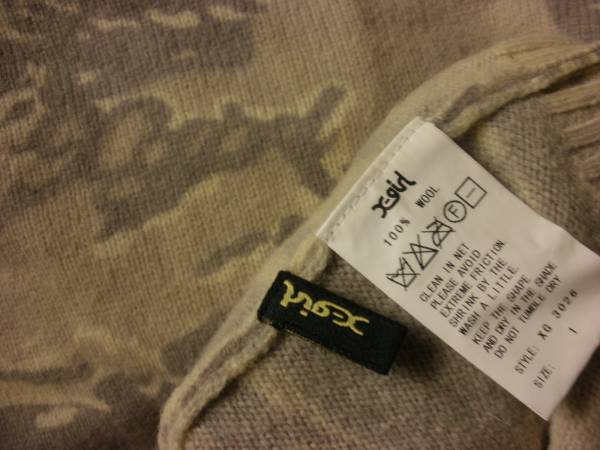 X-girl
100% WOOL
F
CLEAN IN NET
PLEASE AVOID
EXTREME FRICTION.
SHRINK BY THE
WASH A LITTLE.
KEEP THE SHAPE
AND DRY IN THE SHADE
DO NOT TUMBLE DRY
STYLE: XG 3026
SIZE: 1
X-girl